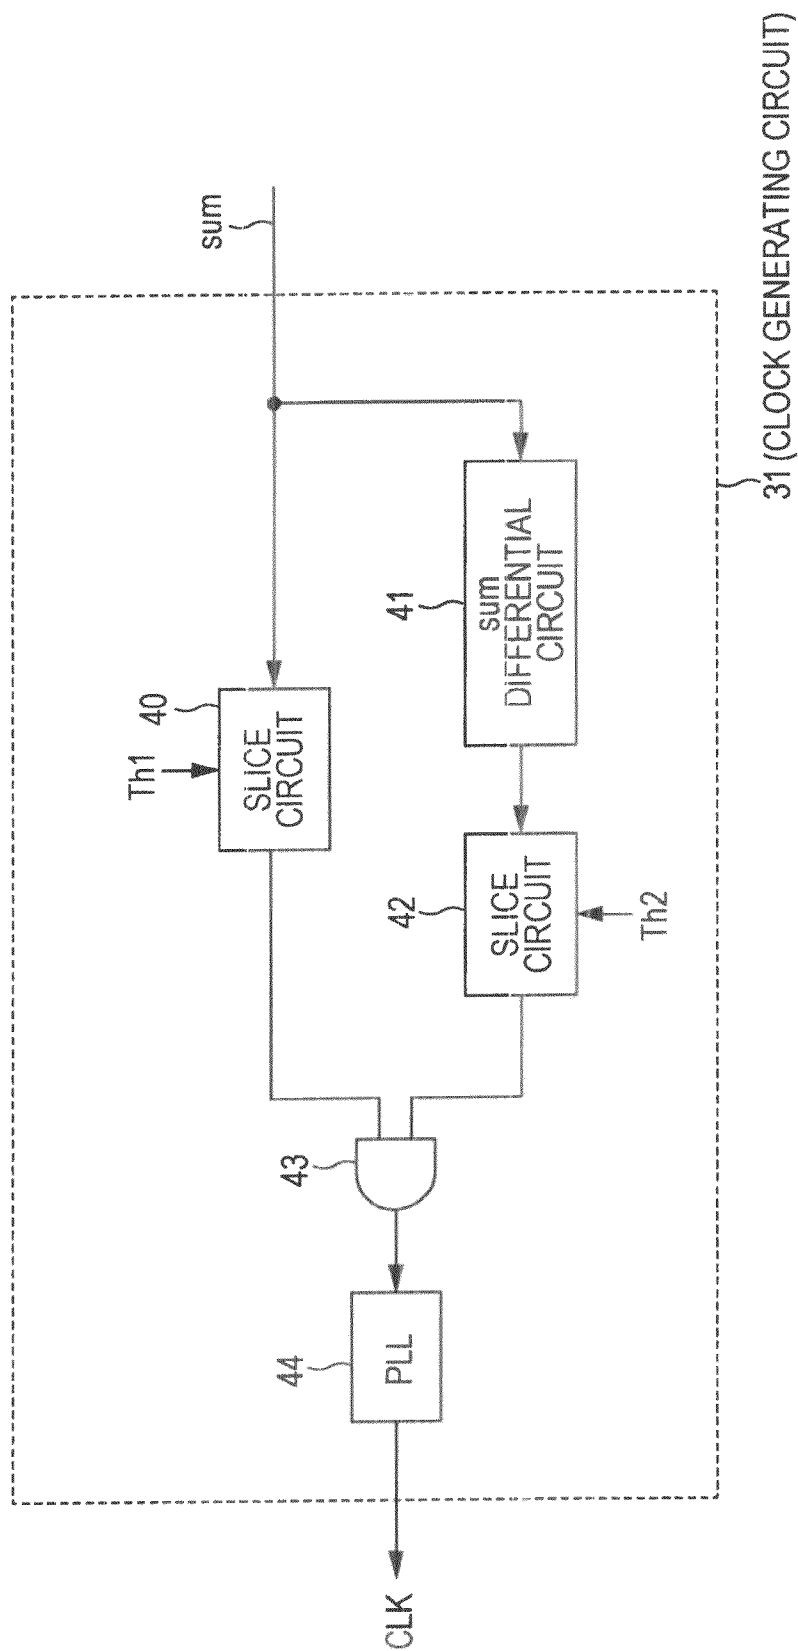 31 (CLOCK GENERATING CIRCUIT)
sum
Th1
40
SLICE
CIRCUIT
41
sum
DIFFERENTIAL
CIRCUIT
42
SLICE
CIRCUIT
Th2
43
44
PLL
CLK